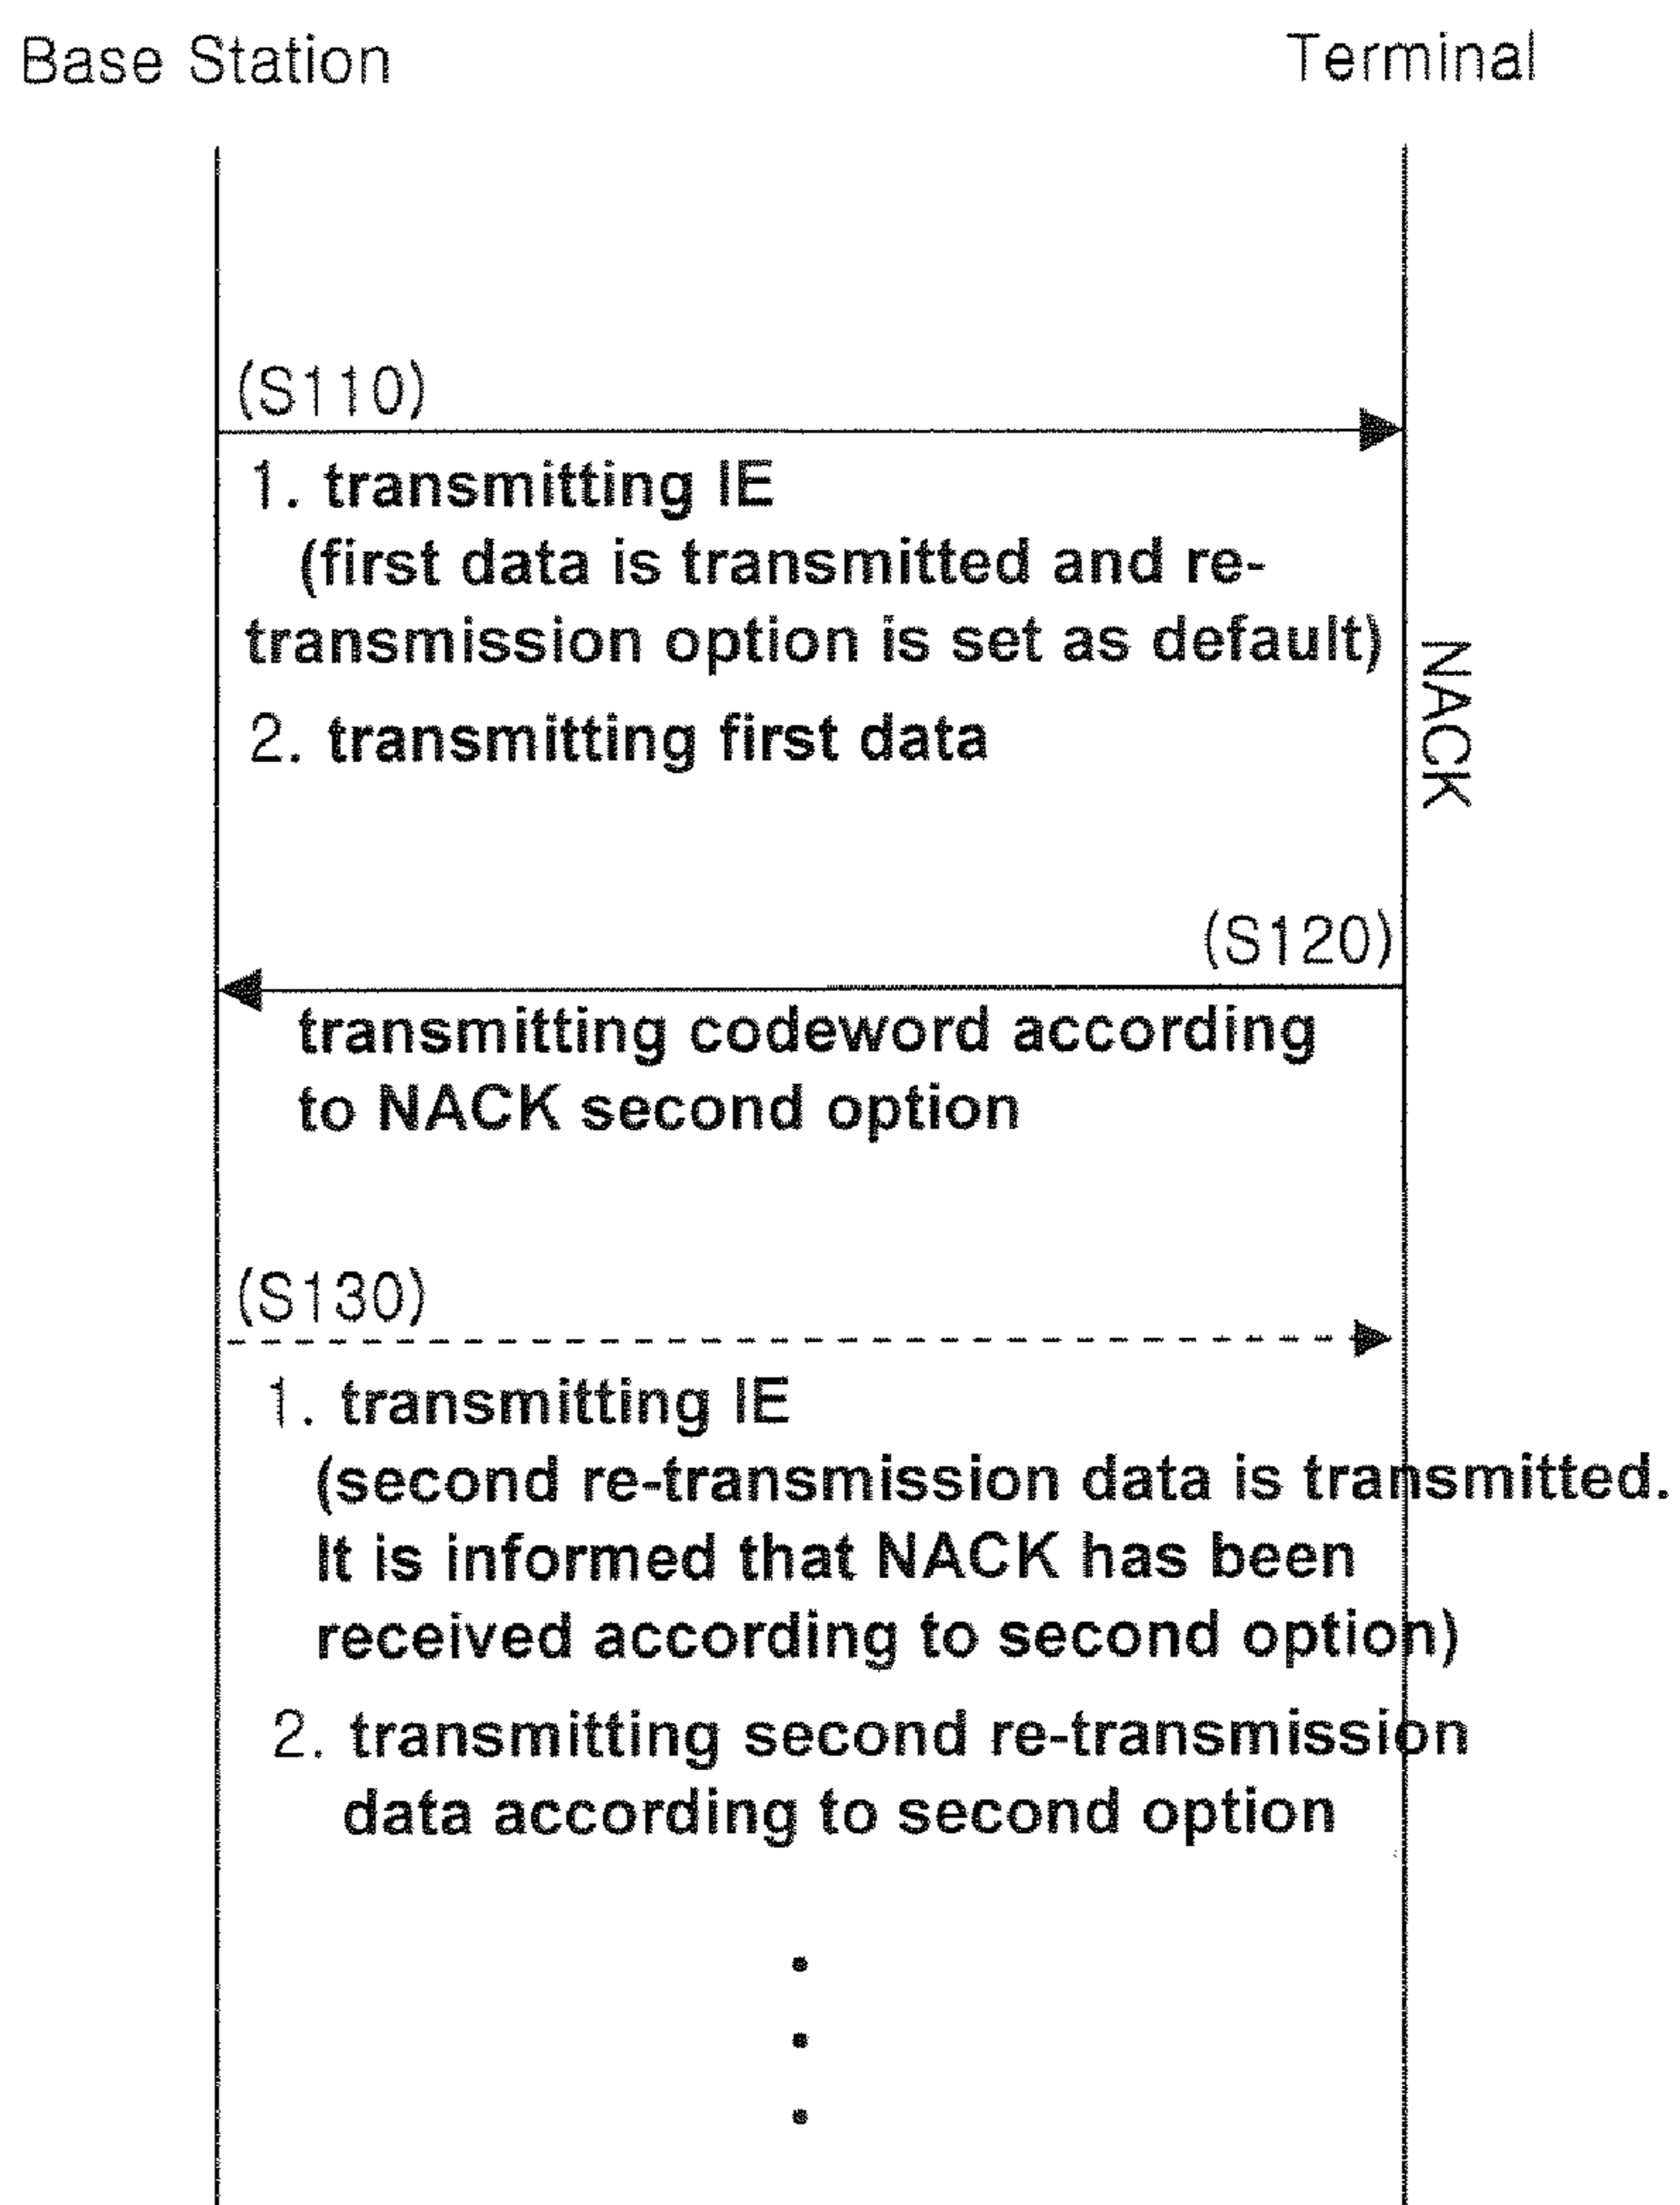 Base Station
Terminal
(S110)
1. transmitting IE
(first data is transmitted and re-
transmission option is set as default)
2. transmitting first data
NACK
(S120)
transmitting codeword according
to NACK second option
(S130)
1. transmitting IE
(second re-transmission data is transmitted.
It is informed that NACK has been
received according to second option)
2. transmitting second re-transmission
data according to second option